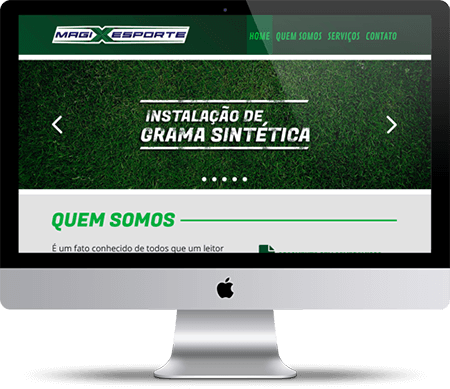 MAGIXESPORTE
HOME QUEM SOMOS SERVIÇOS CONTATO
INSTALAÇÃO DE
GRAMA SINTÉTICA
QUEM SOMOS
É um fato conhecido de todos que um leitor